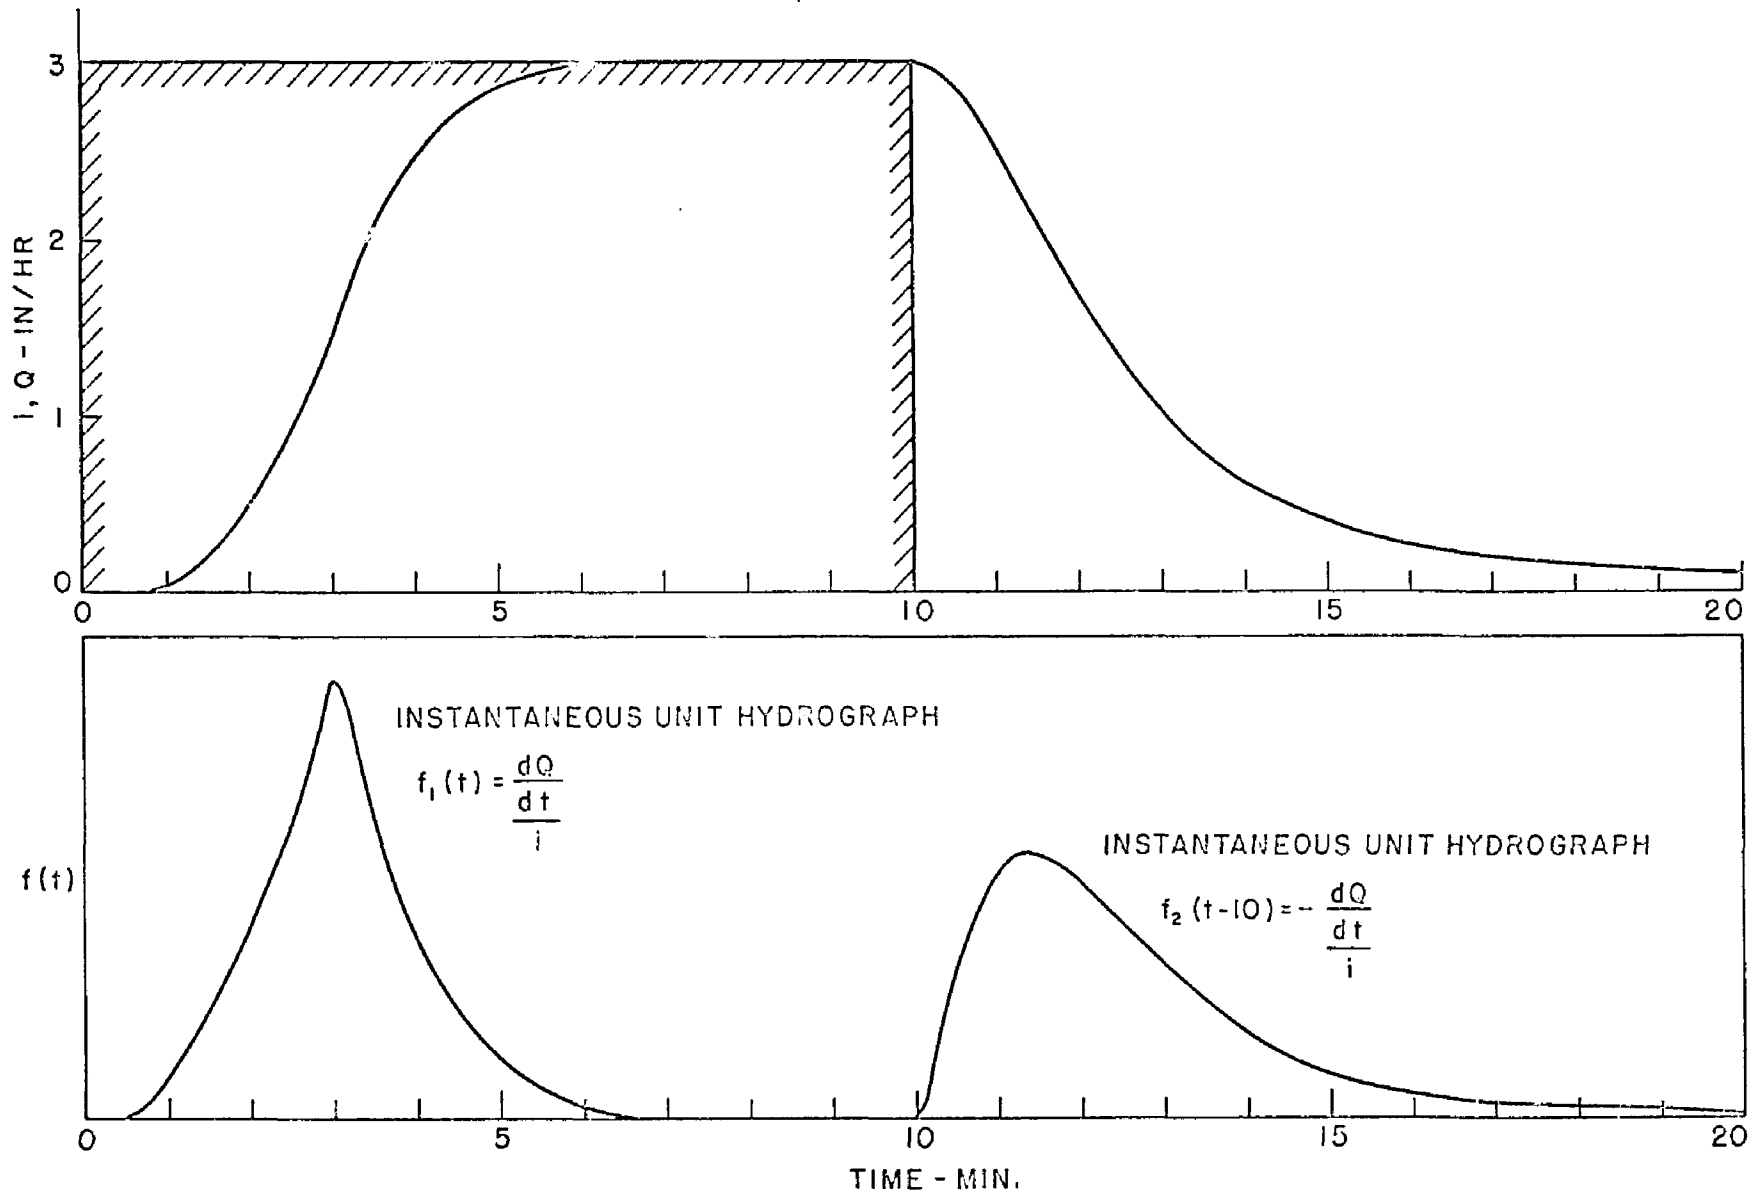 I, Q - IN/HR
3
2
1
0
0 5 10 15 20
INSTANTANEOUS UNIT HYDROGRAPH
f₁(t) = dQ
dt
i
INSTANTANEOUS UNIT HYDROGRAPH
f₂(t-10) = - dQ
dt
i
f(t)
0 5 10 15 20
TIME - MIN.